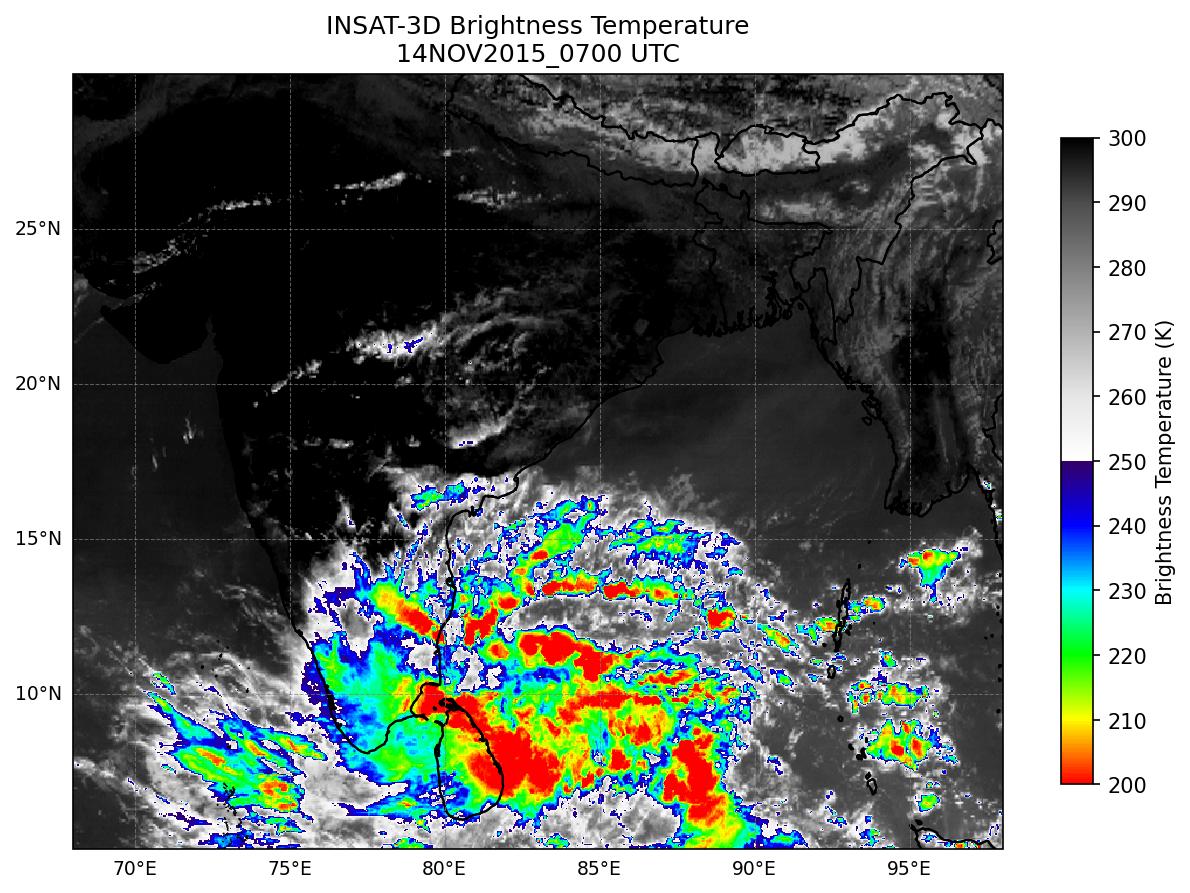 INSAT-3D Brightness Temperature
14NOV2015_0700 UTC
25°N
20°N
15°N
10°N
70°E
75°E
80°E
85°E
90°E
95°E
300
290
280
270
260
250
240
230
220
210
200
Brightness Temperature (K)